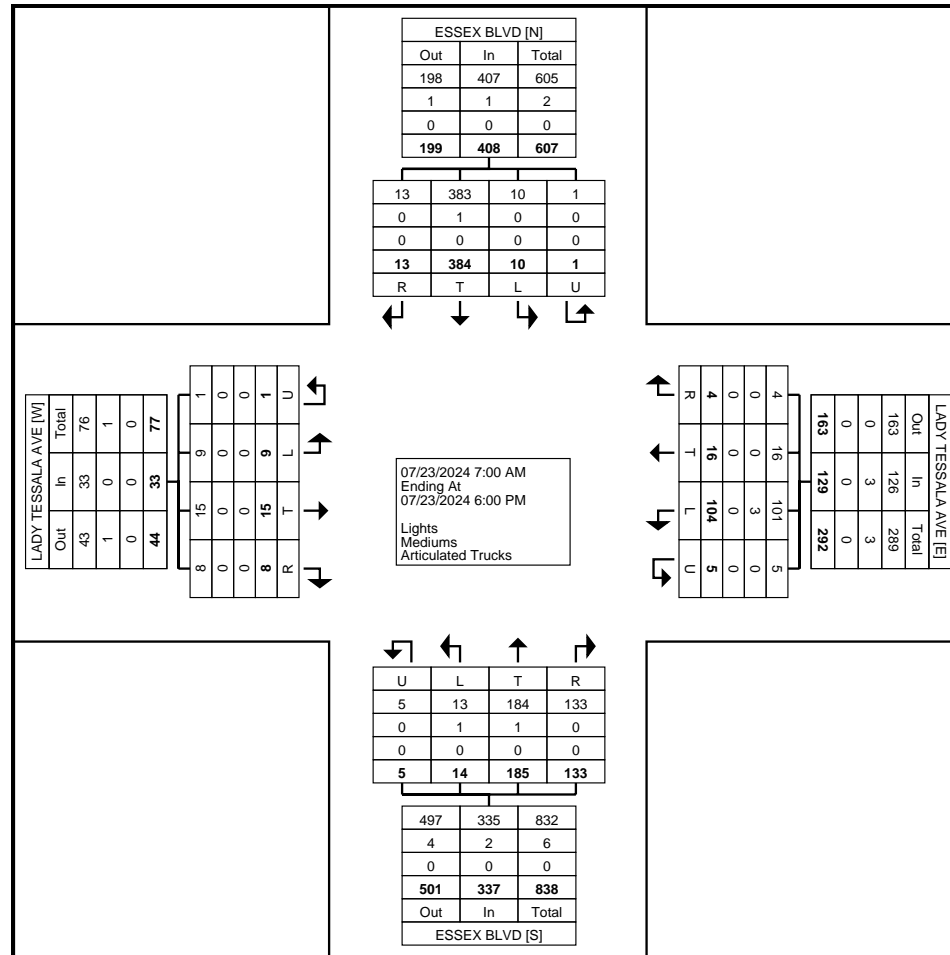 ESSEX BLVD [N]
Out In Total
198 407 605
1 1 2
0 0 0
199 408 607
13 383 10 1
0 1 0 0
0 0 0 0
13 384 10 1
R T L U
LADY TESSALA AVE [W]
Total In Out
76 33 43
1 0 1
0 0 0
77 33 44
1 9 15 8
0 0 0 0
0 0 0 0
1 9 15 8
U L T R
07/23/2024 7:00 AM
Ending At
07/23/2024 6:00 PM
Lights
Mediums
Articulated Trucks
R T L U
4 16 104 5
0 0 0 0
0 0 3 0
4 16 101 5
LADY TESSALA AVE [E]
Out In Total
163 126 289
0 3 3
0 0 0
163 129 292
U L T R
5 13 184 133
0 1 1 0
0 0 0 0
5 14 185 133
497 335 832
4 2 6
0 0 0
501 337 838
Out In Total
ESSEX BLVD [S]